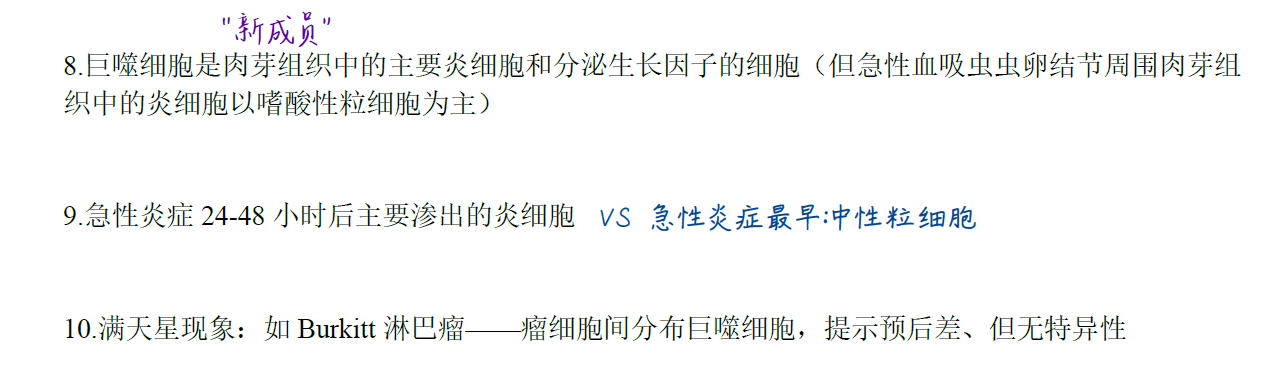 "新成员"
8.巨噬细胞是肉芽组织中的主要炎细胞和分泌生长因子的细胞（但急性血吸虫虫卵结节周围肉芽组
织中的炎细胞以嗜酸性粒细胞为主）
9.急性炎症 24-48 小时后主要渗出的炎细胞 VS 急性炎症最早:冲性粒细胞
10.满天星现象：如 Burkitt 淋巴瘤——瘤细胞间分布巨噬细胞，提示预后差、但无特异性